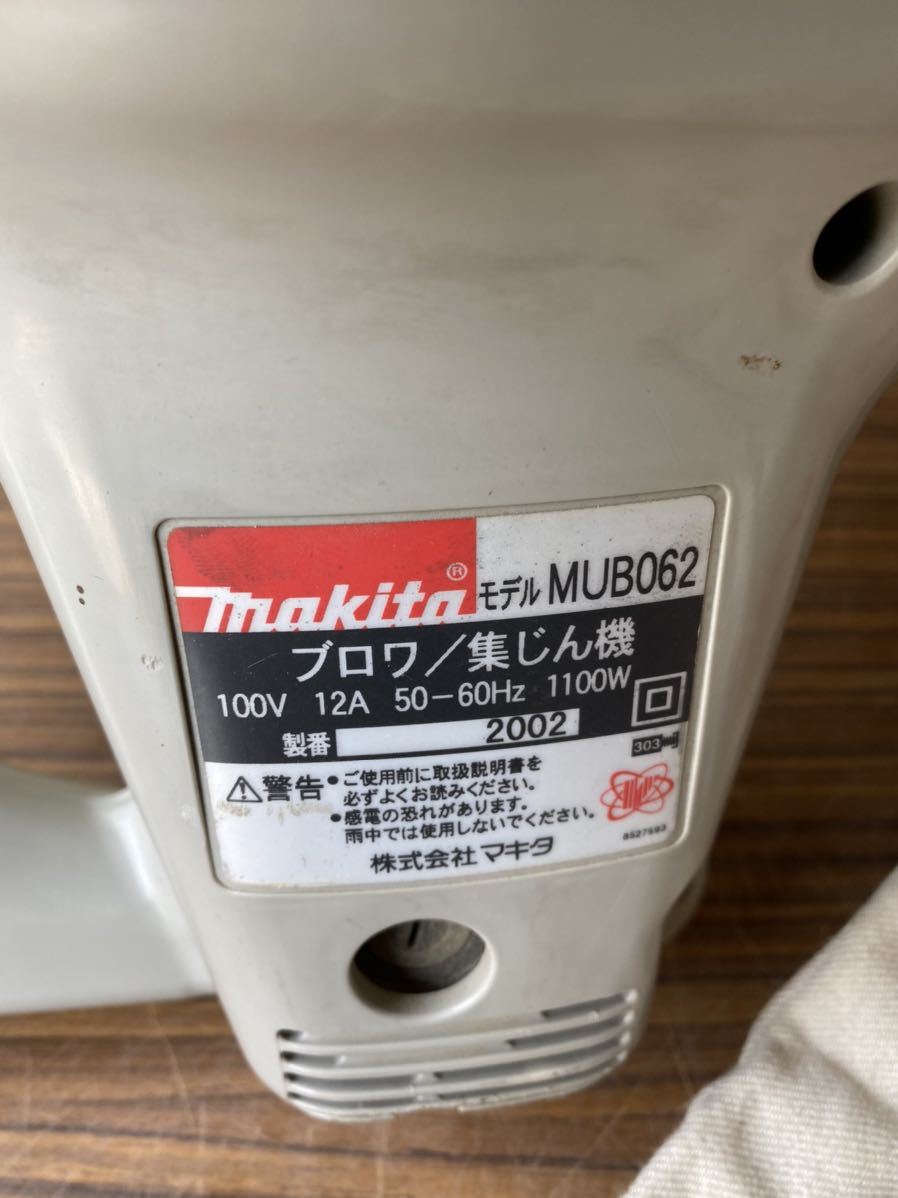 makita® モデル MUB062
ブロワ/集じん機
100V 12A 50-60Hz 1100W
製番 2002
303
⚠警告 •ご使用前に取扱説明書を
必ずよくお読みください。
•感電の恐れがあります。
雨中では使用しないでください。
8527593
株式会社 マキタ